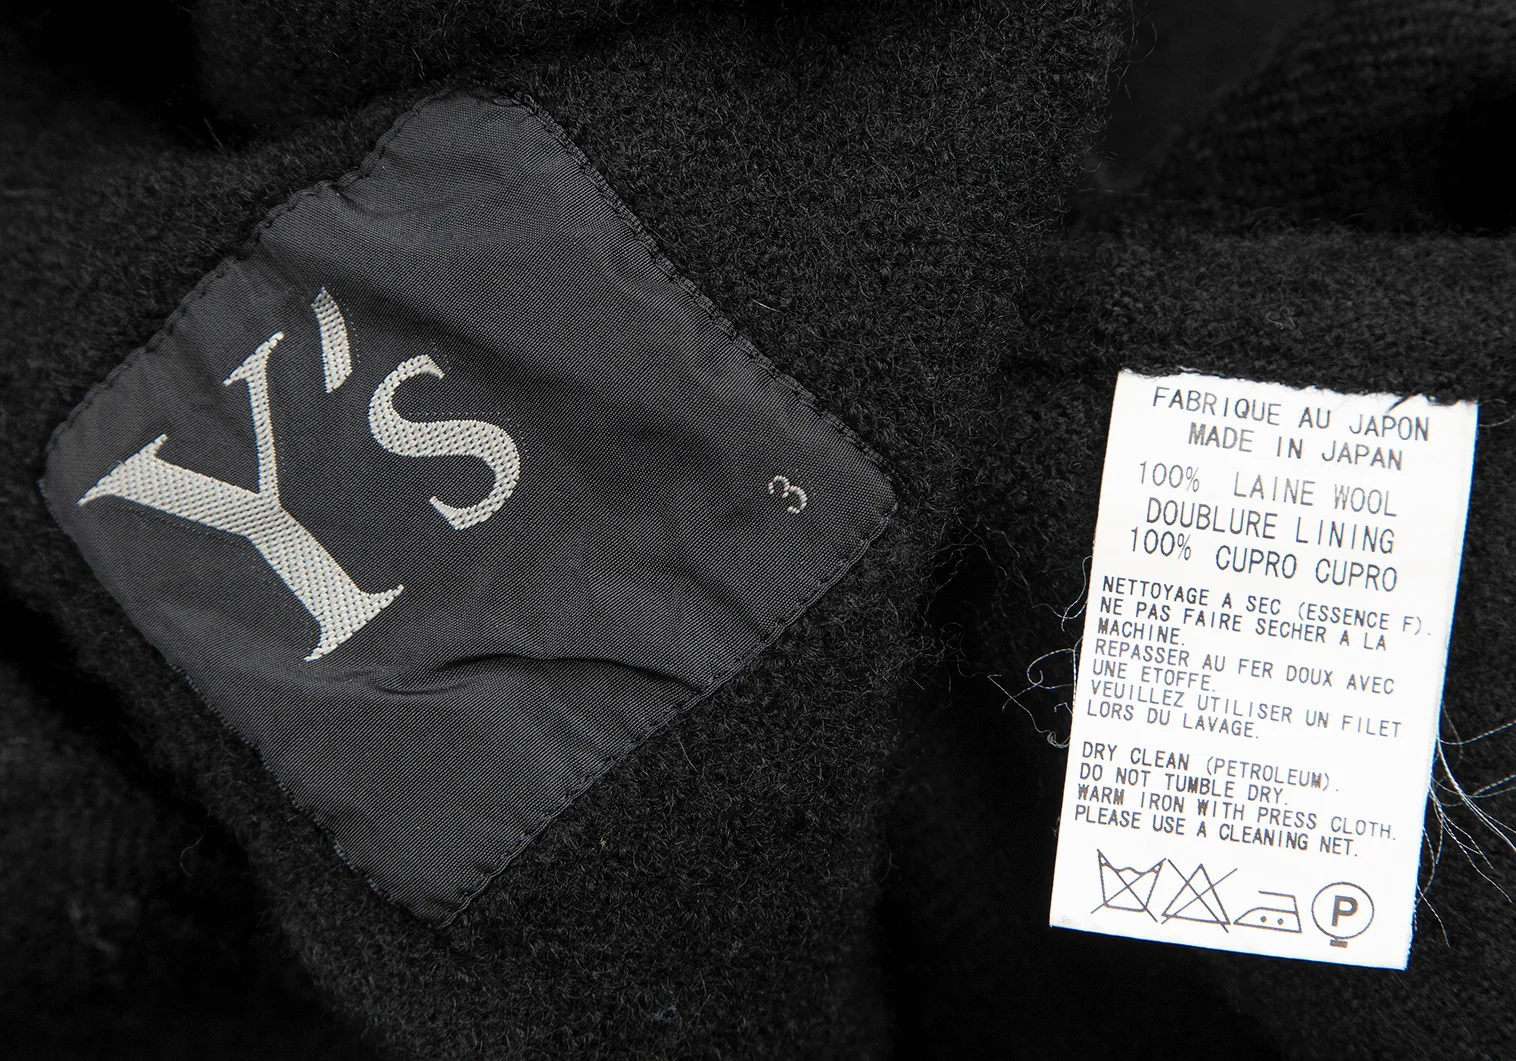 Y's
3
FABRIQUE AU JAPON
MADE IN JAPAN
100% LAINE WOOL
DOUBLURE LINING
100% CUPRO CUPRO
NETTOYAGE A SEC (ESSENCE F).
NE PAS FAIRE SECHER A LA
MACHINE.
REPASSER AU FER DOUX AVEC
UNE ETOFFE.
VEUILLEZ UTILISER UN FILET
LORS DU LAVAGE.
DRY CLEAN (PETROLEUM).
DO NOT TUMBLE DRY.
WARM IRON WITH PRESS CLOTH.
PLEASE USE A CLEANING NET.
P